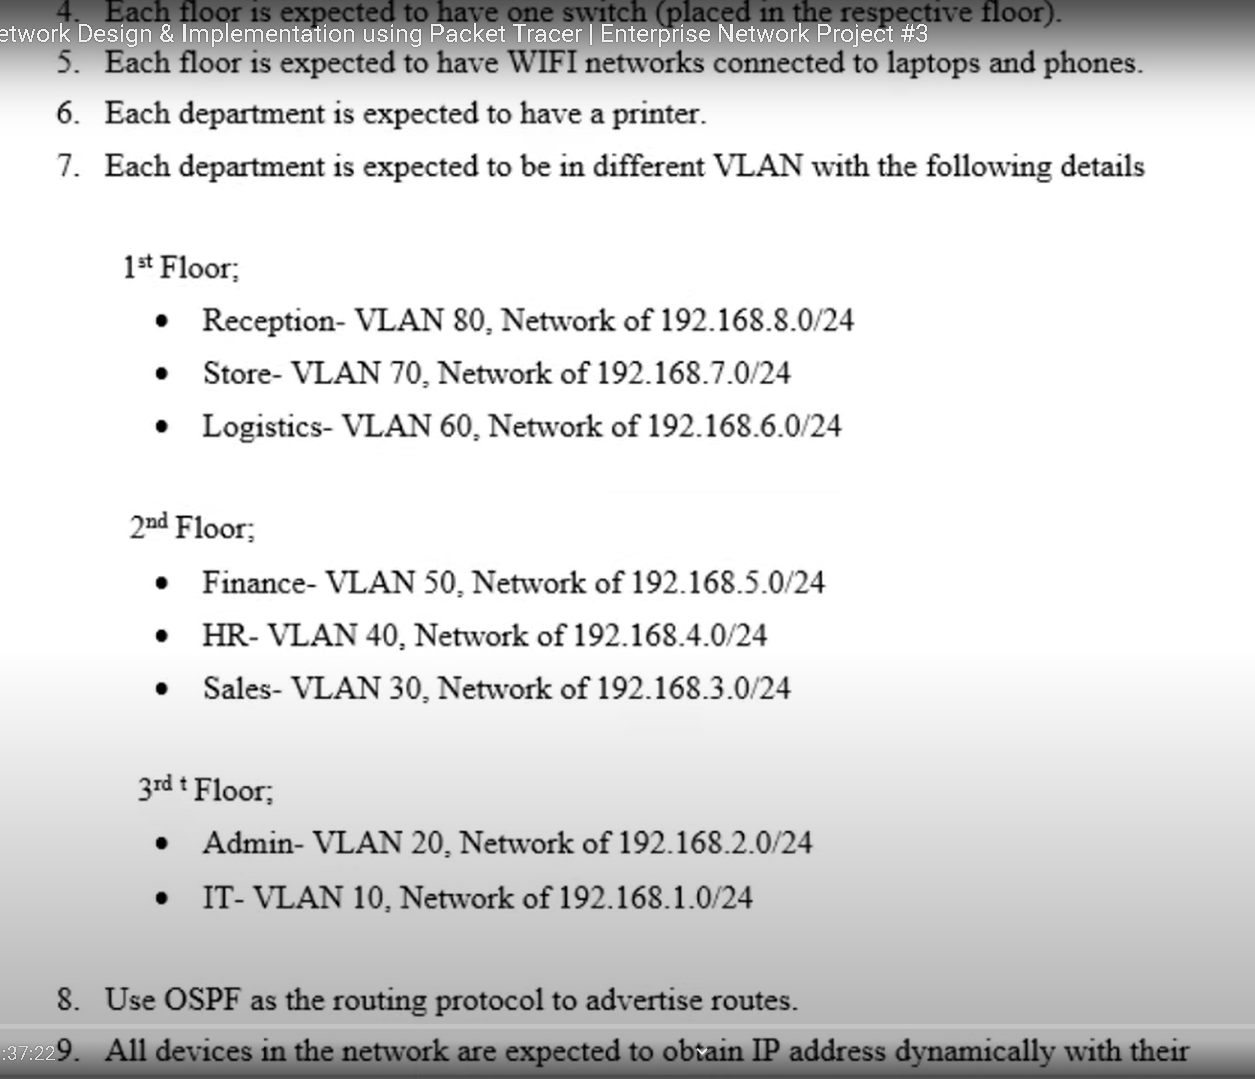 4. Each floor is expected to have one switch (placed in the respective floor).
etwork Design & Implementation using Packet Tracer | Enterprise Network Project #3
5. Each floor is expected to have WIFI networks connected to laptops and phones.
6. Each department is expected to have a printer.
7. Each department is expected to be in different VLAN with the following details
1st Floor;
• Reception- VLAN 80, Network of 192.168.8.0/24
• Store- VLAN 70, Network of 192.168.7.0/24
• Logistics- VLAN 60, Network of 192.168.6.0/24
2nd Floor;
• Finance- VLAN 50, Network of 192.168.5.0/24
• HR- VLAN 40, Network of 192.168.4.0/24
• Sales- VLAN 30, Network of 192.168.3.0/24
3rd t Floor;
• Admin- VLAN 20, Network of 192.168.2.0/24
• IT- VLAN 10, Network of 192.168.1.0/24
8. Use OSPF as the routing protocol to advertise routes.
:37:22
9. All devices in the network are expected to obtain IP address dynamically with their